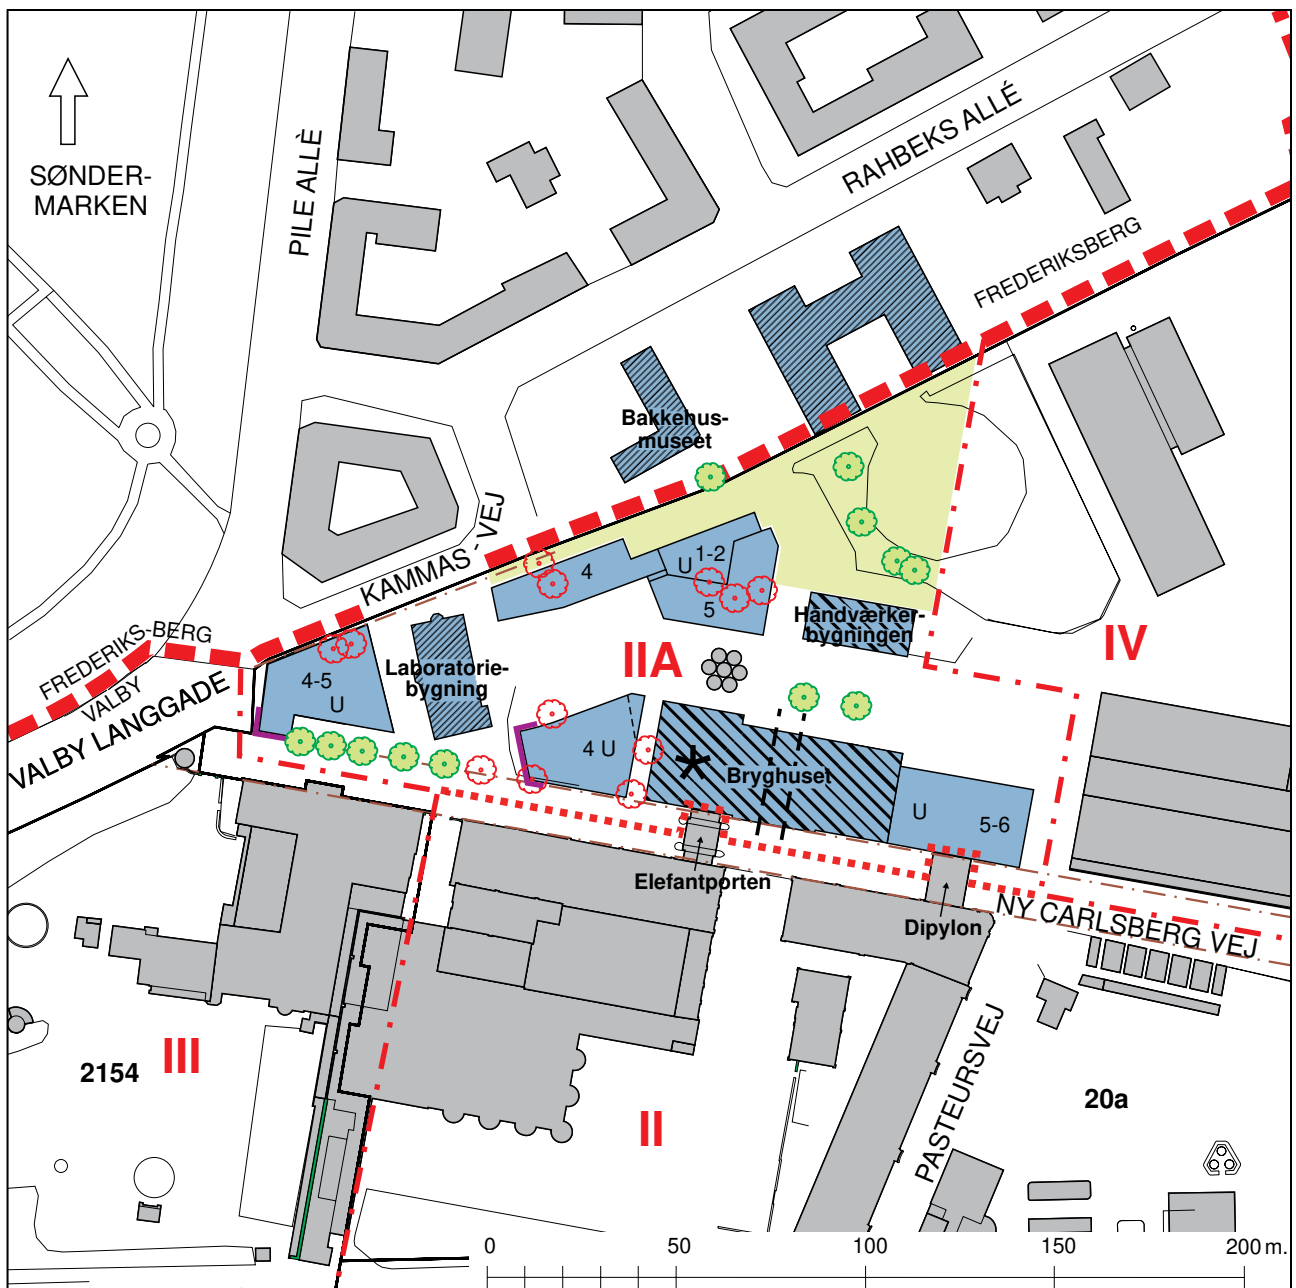 SØNDER-
MARKEN
PILE ALLÈ
RAHBEKS ALLÉ
FREDERIKSBERG
Bakkehus-
museet
KAMMAS-VEJ
FREDERIKS-BERG
VALBY
VALBY LANGGADE
4
U
1-2
5
Håndværker-
bygningen
IIA
IV
4-5
U
Laboratorie-
bygning
4 U
Bryghuset
U
5-6
Elefantporten
Dipylon
NY CARLSBERG VEJ
PASTEURSVEJ
III
2154
II
20a
0 50 100 150 200 m.